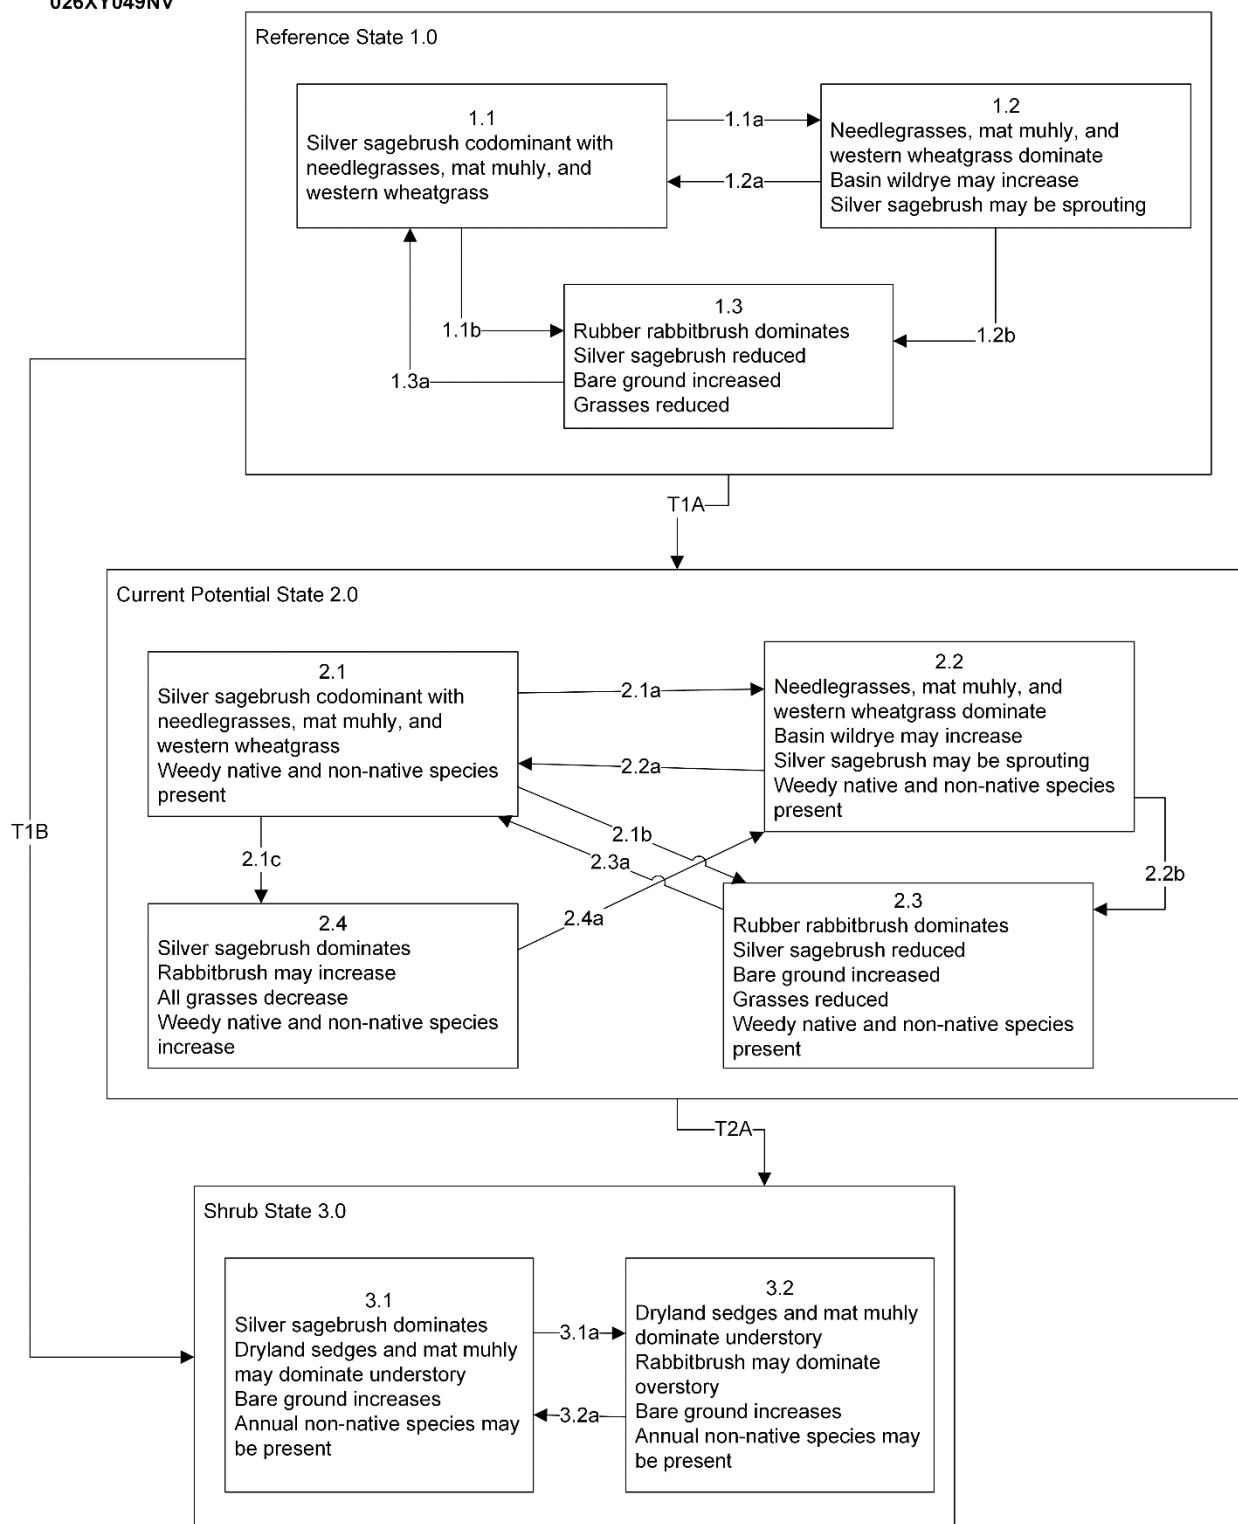 026XY049NV
Reference State 1.0
1.1
Silver sagebrush codominant with
needlegrasses, mat muhly, and
western wheatgrass
1.1a
1.2a
1.2
Needlegrasses, mat muhly, and
western wheatgrass dominate
Basin wildrye may increase
Silver sagebrush may be sprouting
1.1b
1.3a
1.3
Rubber rabbitbrush dominates
Silver sagebrush reduced
Bare ground increased
Grasses reduced
1.2b
T1A
T1B
Current Potential State 2.0
2.1
Silver sagebrush codominant with
needlegrasses, mat muhly, and
western wheatgrass
Weedy native and non-native species
present
2.1a
2.2a
2.2
Needlegrasses, mat muhly, and
western wheatgrass dominate
Basin wildrye may increase
Silver sagebrush may be sprouting
Weedy native and non-native species
present
2.1b
2.3a
2.1c
2.4a
2.2b
2.4
Silver sagebrush dominates
Rabbitbrush may increase
All grasses decrease
Weedy native and non-native species
increase
2.3
Rubber rabbitbrush dominates
Silver sagebrush reduced
Bare ground increased
Grasses reduced
Weedy native and non-native species
present
T2A
Shrub State 3.0
3.1
Silver sagebrush dominates
Dryland sedges and mat muhly
may dominate understory
Bare ground increases
Annual non-native species may
be present
3.1a
3.2a
3.2
Dryland sedges and mat muhly
dominate understory
Rabbitbrush may dominate
overstory
Bare ground increases
Annual non-native species may
be present